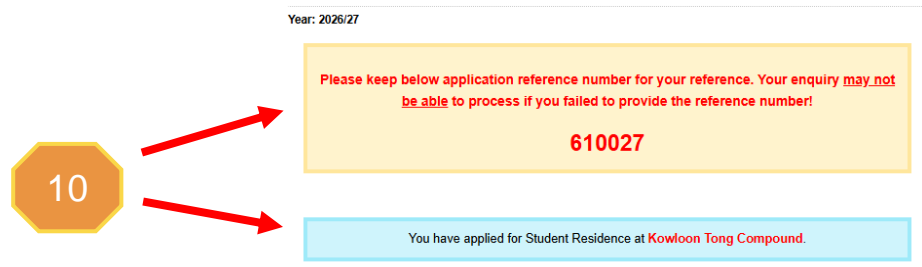 Year: 2026/27
Please keep below application reference number for your reference. Your enquiry may not
be able to process if you failed to provide the reference number!
610027
10
You have applied for Student Residence at Kowloon Tong Compound.